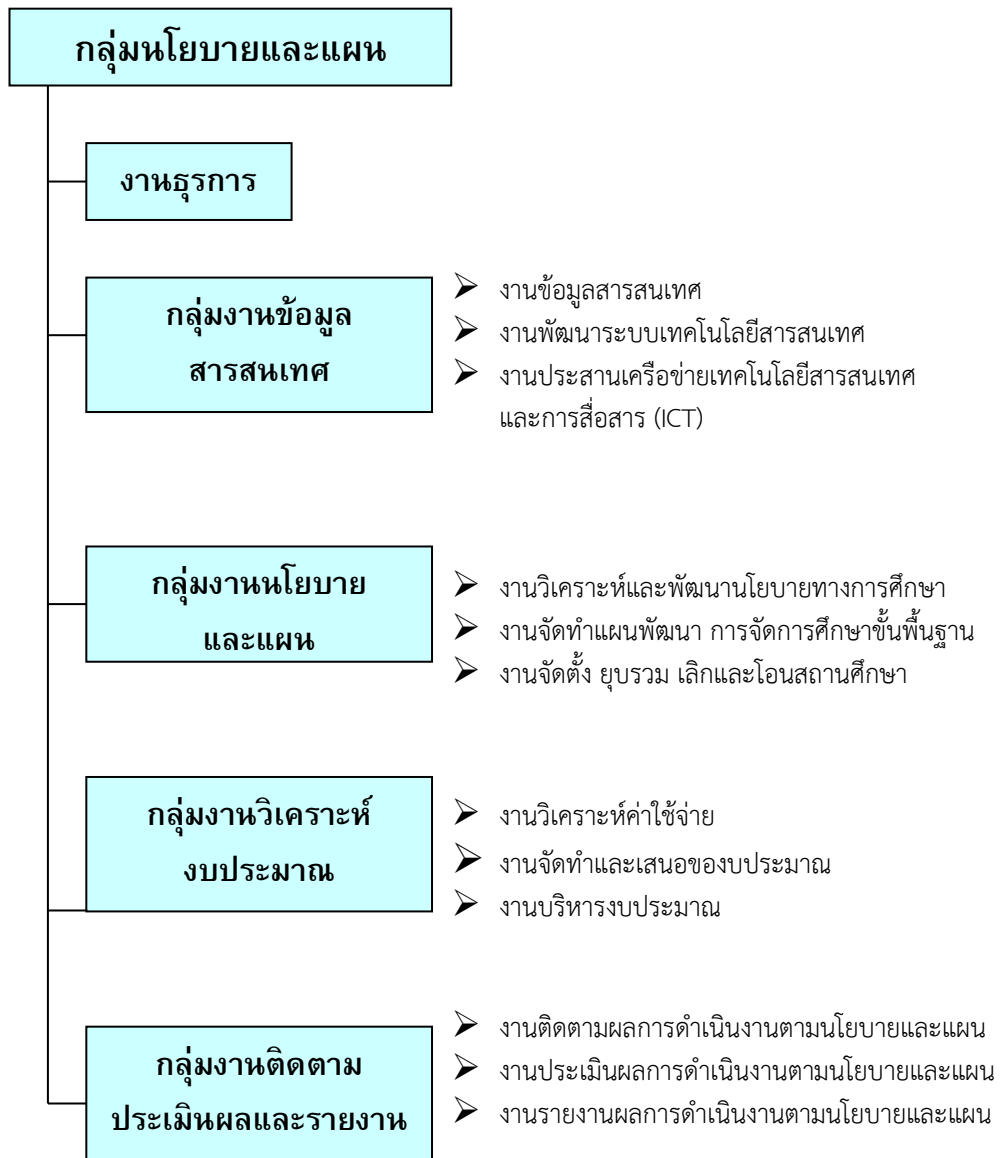 กลุ่มนโยบายและแผน
งานธุรการ
กลุ่มงานข้อมูล
สารสนเทศ
➢ งานข้อมูลสารสนเทศ
➢ งานพัฒนาระบบเทคโนโลยีสารสนเทศ
➢ งานประสานเครือข่ายเทคโนโลยีสารสนเทศ
และการสื่อสาร (ICT)
กลุ่มงานนโยบาย
และแผน
➢ งานวิเคราะห์และพัฒนานโยบายทางการศึกษา
➢ งานจัดทำแผนพัฒนา การจัดการศึกษาขั้นพื้นฐาน
➢ งานจัดตั้ง ยุบรวม เลิกและโอนสถานศึกษา
กลุ่มงานวิเคราะห์
งบประมาณ
➢ งานวิเคราะห์ค่าใช้จ่าย
➢ งานจัดทำและเสนอของบประมาณ
➢ งานบริหารงบประมาณ
กลุ่มงานติดตาม
ประเมินผลและรายงาน
➢ งานติดตามผลการดำเนินงานตามนโยบายและแผน
➢ งานประเมินผลการดำเนินงานตามนโยบายและแผน
➢ งานรายงานผลการดำเนินงานตามนโยบายและแผน